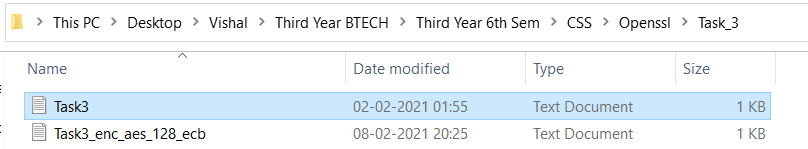 This PC > Desktop > Vishal > Third Year BTECH > Third Year 6th Sem > CSS > Openssl > Task_3
Name Date modified Type Size
Task3 02-02-2021 01:55 Text Document 1 KB
Task3_enc_aes_128_ecb 08-02-2021 20:25 Text Document 1 KB